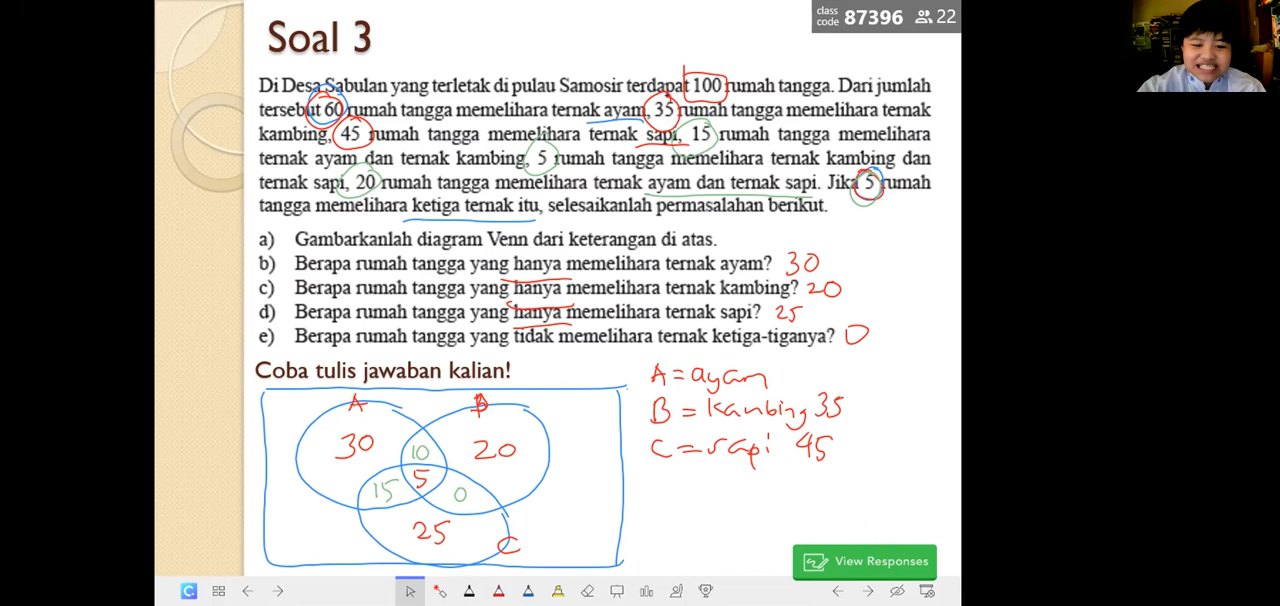 class code 87396 22
Soal 3
Di Desa Sabulan yang terletak di pulau Samosir terdapat 100 rumah tangga. Dari jumlah
tersebut 60 rumah tangga memelihara ternak ayam, 35 rumah tangga memelihara ternak
kambing, 45 rumah tangga memelihara ternak sapi, 15 rumah tangga memelihara
ternak ayam dan ternak kambing, 5 rumah tangga memelihara ternak kambing dan
ternak sapi, 20 rumah tangga memelihara ternak ayam dan ternak sapi. Jika 5 rumah
tangga memelihara ketiga ternak itu, selesaikanlah permasalahan berikut.
a) Gambarkanlah diagram Venn dari keterangan di atas.
b) Berapa rumah tangga yang hanya memelihara ternak ayam? 30
c) Berapa rumah tangga yang hanya memelihara ternak kambing? 20
d) Berapa rumah tangga yang hanya memelihara ternak sapi? 25
e) Berapa rumah tangga yang tidak memelihara ternak ketiga-tiganya? 0
Coba tulis jawaban kalian!
A = ayam
B = kambing 35
C = sapi 45
A B
30 10 20
5
15 0
25
C
View Responses